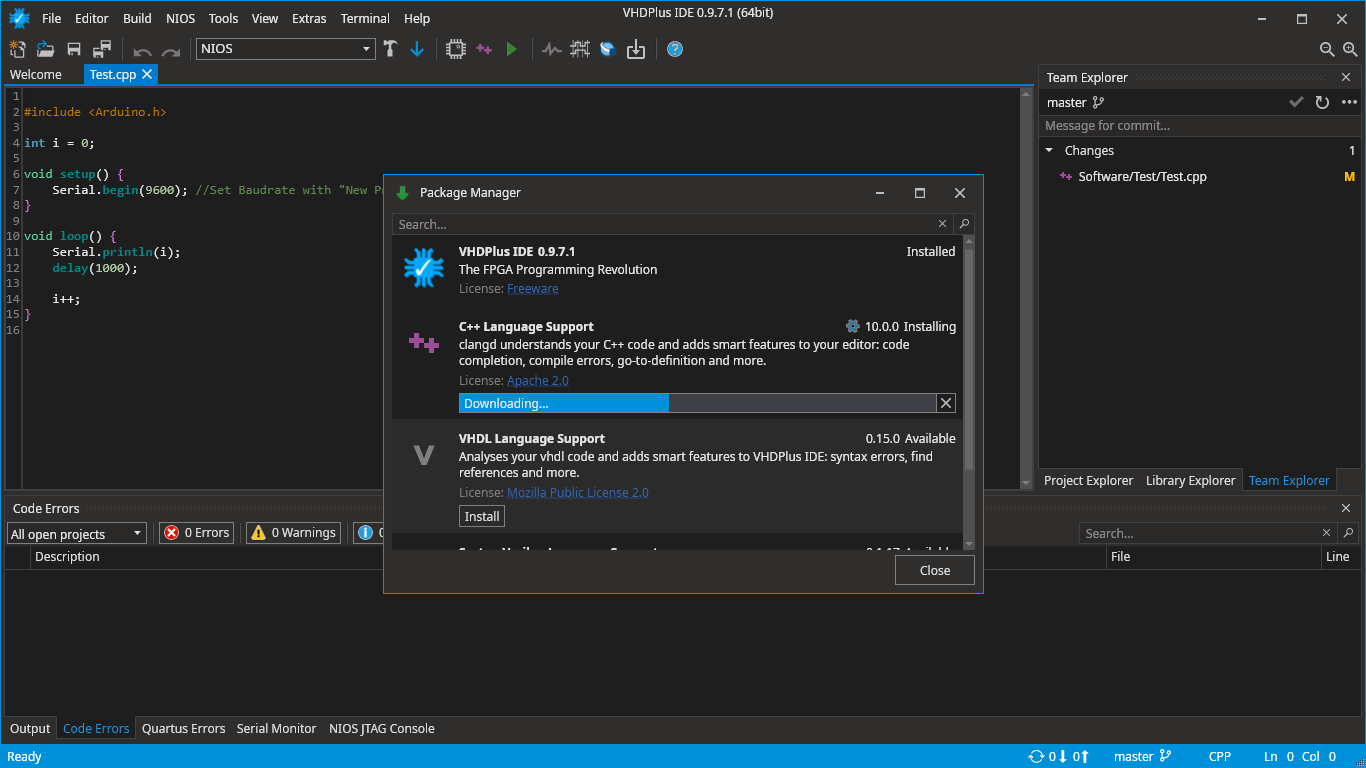 VHDPlus IDE 0.9.7.1 (64bit)
File Editor Build NIOS Tools View Extras Terminal Help
NIOS
Welcome Test.cpp
1
2 #include <Arduino.h>
3
4 int i = 0;
5
6 void setup() {
7 Serial.begin(9600); //Set Baudrate with "New
8 }
9
10 void loop() {
11 Serial.println(i);
12 delay(1000);
13
14 i++;
15 }
16
Package Manager
Search...
VHDPlus IDE 0.9.7.1 Installed
The FPGA Programming Revolution
License: Freeware
C++ Language Support 10.0.0 Installing
clangd understands your C++ code and adds smart features to your editor: code
completion, compile errors, go-to-definition and more.
License: Apache 2.0
Downloading...
VHDL Language Support 0.15.0 Available
Analyses your vhdl code and adds smart features to VHDPlus IDE: syntax errors, find
references and more.
License: Mozilla Public License 2.0
Install
Close
Team Explorer
master
Message for commit...
Changes 1
Software/Test/Test.cpp M
Project Explorer Library Explorer Team Explorer
Code Errors
All open projects 0 Errors 0 Warnings
Search...
Description File Line
Output Code Errors Quartus Errors Serial Monitor NIOS JTAG Console
Ready 0 0 master CPP Ln 0 Col 0